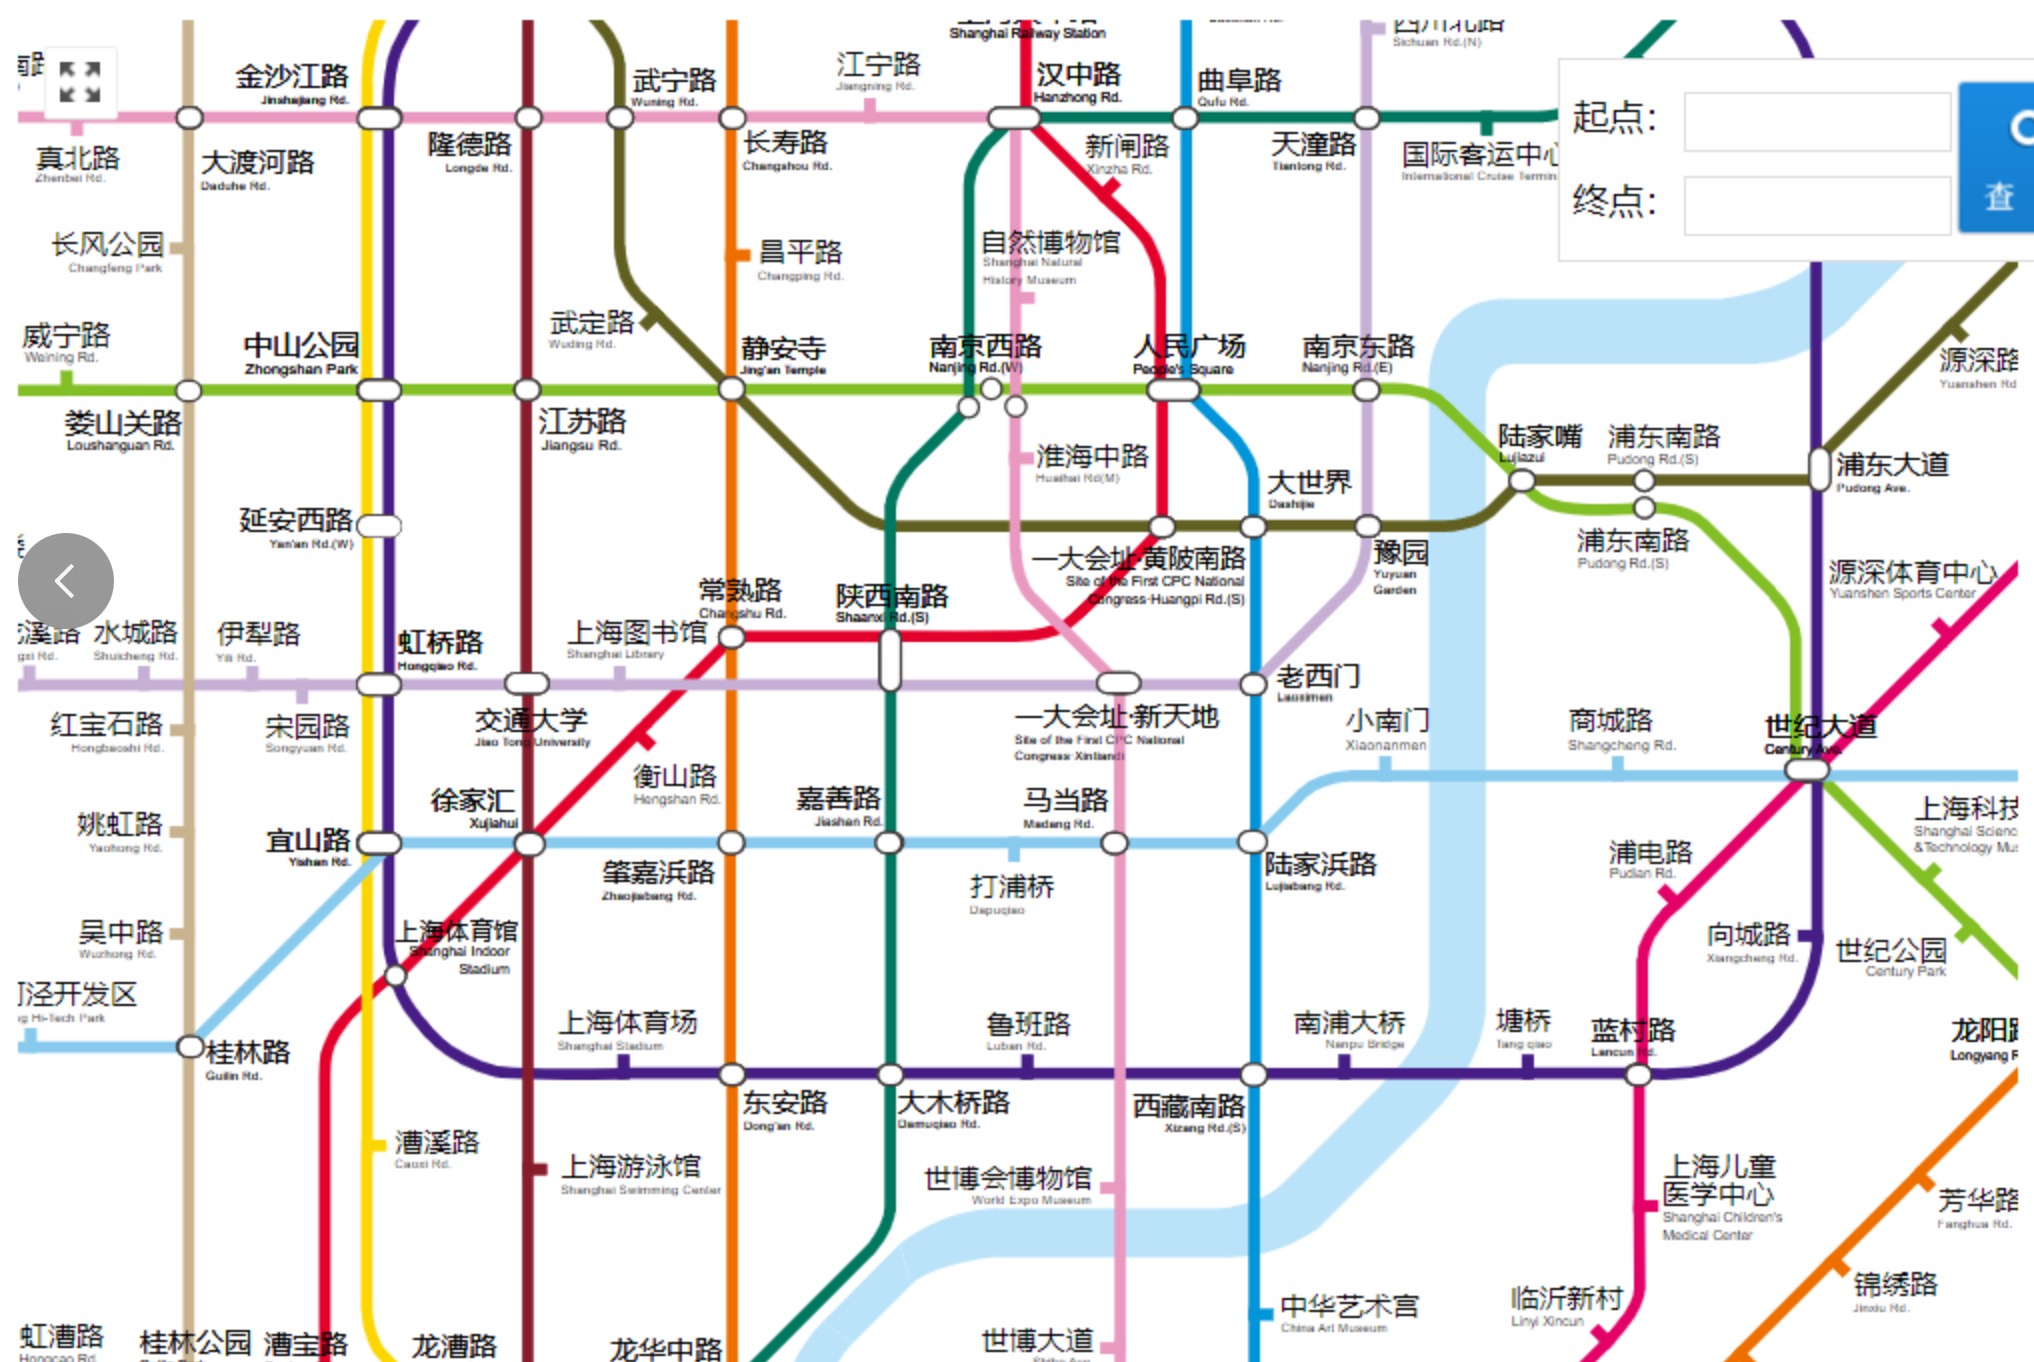 Shanghai Railway Station
四川北路
Sichuan Rd.(N)
金沙江路
Jinshajiang Rd.
武宁路
Wuning Rd.
江宁路
Jiangning Rd.
汉中路
Hanzhong Rd.
曲阜路
Qufu Rd.
起点:
终点:
查
真北路
Zhenbei Rd.
大渡河路
Daduhe Rd.
隆德路
Longde Rd.
长寿路
Changshou Rd.
新闸路
Xinzha Rd.
天潼路
Tiantong Rd.
国际客运中心
International Cruise Termin
长风公园
Changfeng Park
昌平路
Changping Rd.
自然博物馆
Shanghai Natural
History Museum
威宁路
Weining Rd.
中山公园
Zhongshan Park
武定路
Wuding Rd.
静安寺
Jing'an Temple
南京西路
Nanjing Rd.(W)
人民广场
People's Square
南京东路
Nanjing Rd.(E)
源深路
Yuanshen Rd
娄山关路
Loushanguan Rd.
江苏路
Jiangsu Rd.
淮海中路
Huaihai Rd(M)
大世界
Dashijie
陆家嘴
Lujiazui
浦东南路
Pudong Rd.(S)
浦东大道
Pudong Ave.
延安西路
Yan'an Rd.(W)
浦东南路
Pudong Rd.(S)
一大会址·黄陂南路
Site of the First CPC National
Congress·Huangpi Rd.(S)
豫园
Yuyuan
Garden
源深体育中心
Yuanshen Sports Center
常熟路
Changshu Rd.
陕西南路
Shaanxi Rd.(S)
溪路
gxi Rd.
水城路
Shuicheng Rd.
伊犁路
Yili Rd.
虹桥路
Hongqiao Rd.
上海图书馆
Shanghai Library
老西门
Laoximen
红宝石路
Hongbaoshi Rd.
宋园路
Songyuan Rd.
交通大学
Jiao Tong University
一大会址·新天地
Site of the First CPC National
Congress·Xintiandi
小南门
Xiaonanmen
商城路
Shangcheng Rd.
世纪大道
Century Ave.
衡山路
Hengshan Rd.
姚虹路
Yaohong Rd.
宜山路
Yishan Rd.
徐家汇
Xujiahui
嘉善路
Jiashan Rd.
马当路
Madang Rd.
上海科技
Shanghai Scienc
&Technology Mu
肇嘉浜路
Zhaojiabang Rd.
打浦桥
Dapuqiao
陆家浜路
Lujiabang Rd.
浦电路
Pudian Rd.
吴中路
Wuzhong Rd.
上海体育馆
Shanghai Indoor
Stadium
向城路
Xiangcheng Rd.
世纪公园
Century Park
泾开发区
g Hi-Tech Park
桂林路
Guilin Rd.
上海体育场
Shanghai Stadium
鲁班路
Luban Rd.
南浦大桥
Nanpu Bridge
塘桥
Tang qiao
蓝村路
Lancun Rd.
龙阳路
Longyang R
东安路
Dong'an Rd.
大木桥路
Damuqiao Rd.
西藏南路
Xizang Rd.(S)
漕溪路
Caoxi Rd.
上海游泳馆
Shanghai Swimming Center
世博会博物馆
World Expo Museum
上海儿童
医学中心
Shanghai Children's
Medical Center
芳华路
Fanghua Rd.
中华艺术宫
China Art Museum
临沂新村
Linyi Xincun
锦绣路
Jinxiu Rd.
虹漕路
Hongcao Rd.
桂林公园
漕宝路
龙漕路
龙华中路
世博大道